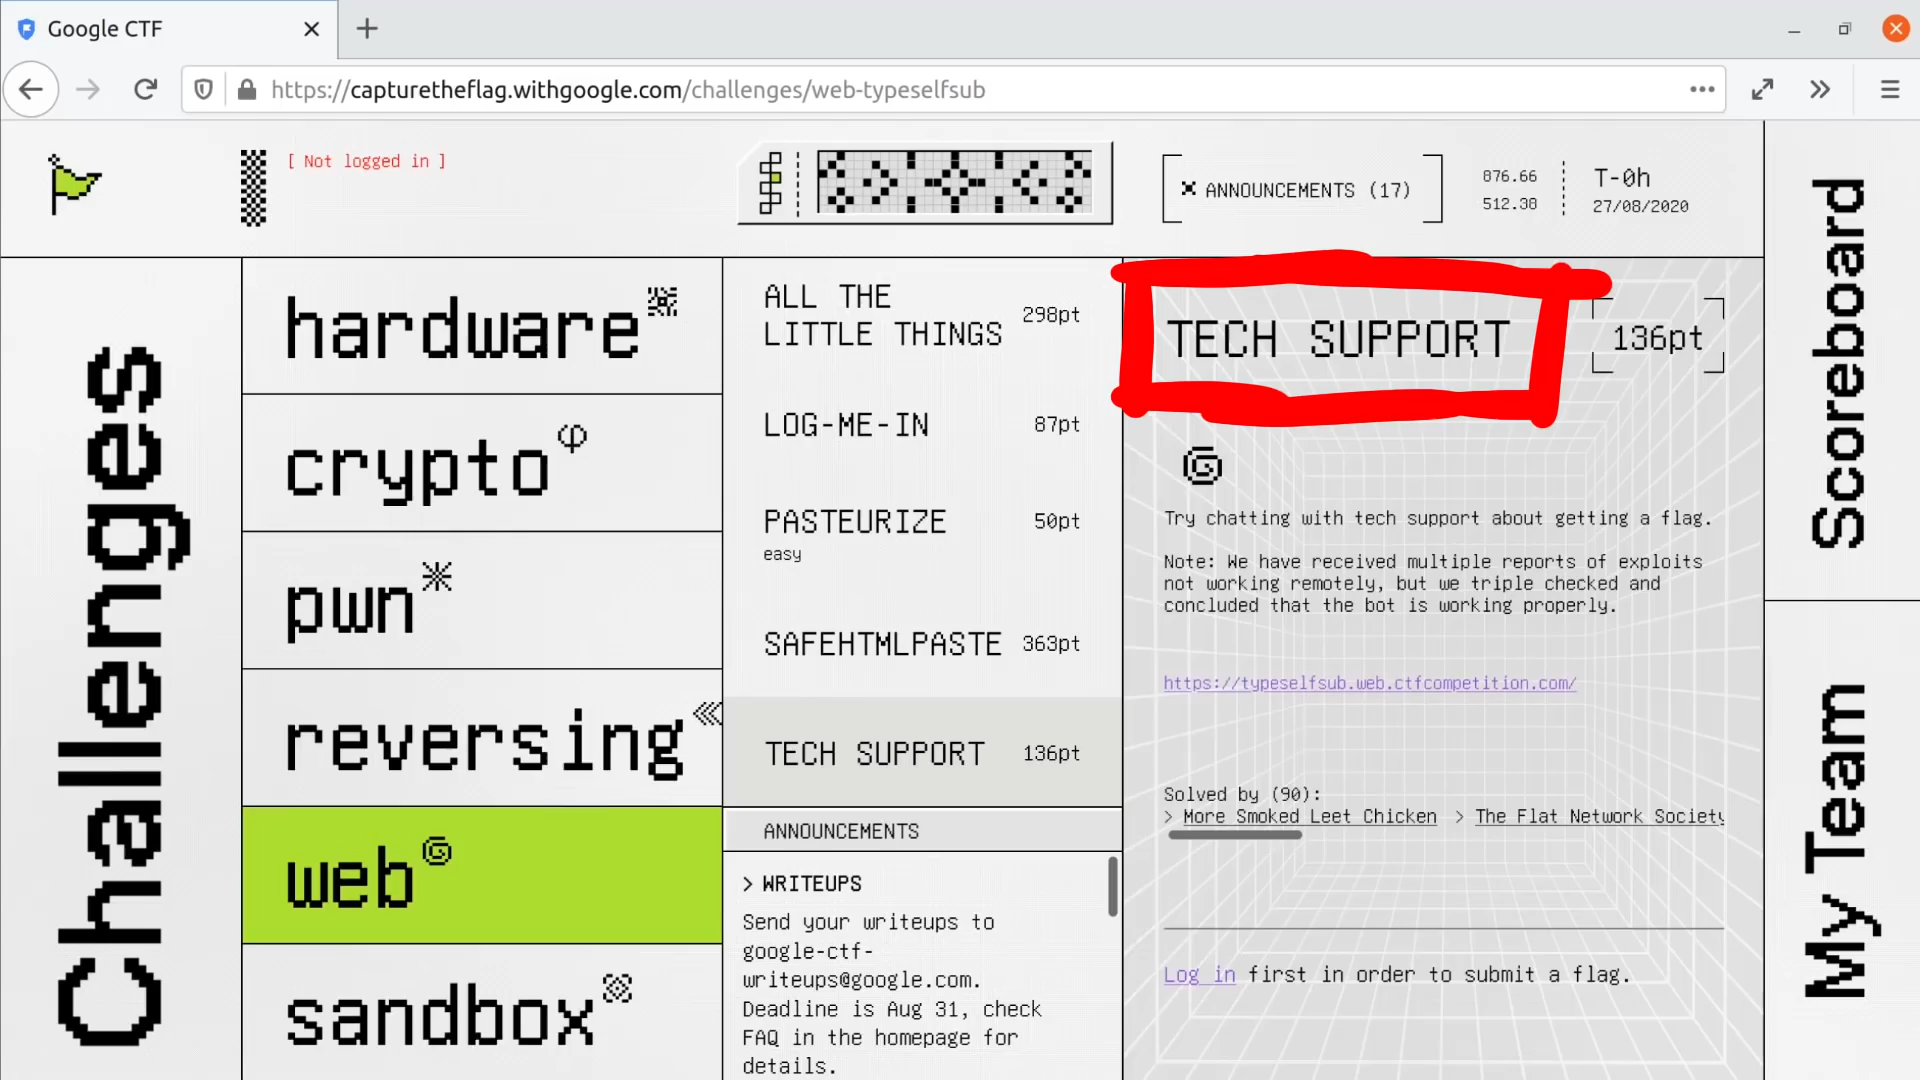 Google CTF
https://capturetheflag.withgoogle.com/challenges/web-typeselfsub
[ Not logged in ]
ANNOUNCEMENTS (17)
876.66
512.38
T-0h
27/08/2020
Challenges
hardware
crypto
pwn
reversing
web
sandbox
ALL THE
LITTLE THINGS
298pt
LOG-ME-IN
87pt
PASTEURIZE
50pt
easy
SAFEHTMLPASTE
363pt
TECH SUPPORT
136pt
ANNOUNCEMENTS
> WRITEUPS
Send your writeups to
google-ctf-
writeups@google.com.
Deadline is Aug 31, check
FAQ in the homepage for
details.
TECH SUPPORT
136pt
Try chatting with tech support about getting a flag.
Note: We have received multiple reports of exploits
not working remotely, but we triple checked and
concluded that the bot is working properly.
https://typeselfsub.web.ctfcompetition.com/
Solved by (90):
> More Smoked Leet Chicken > The Flat Network Society
Log in first in order to submit a flag.
Scoreboard
My Team